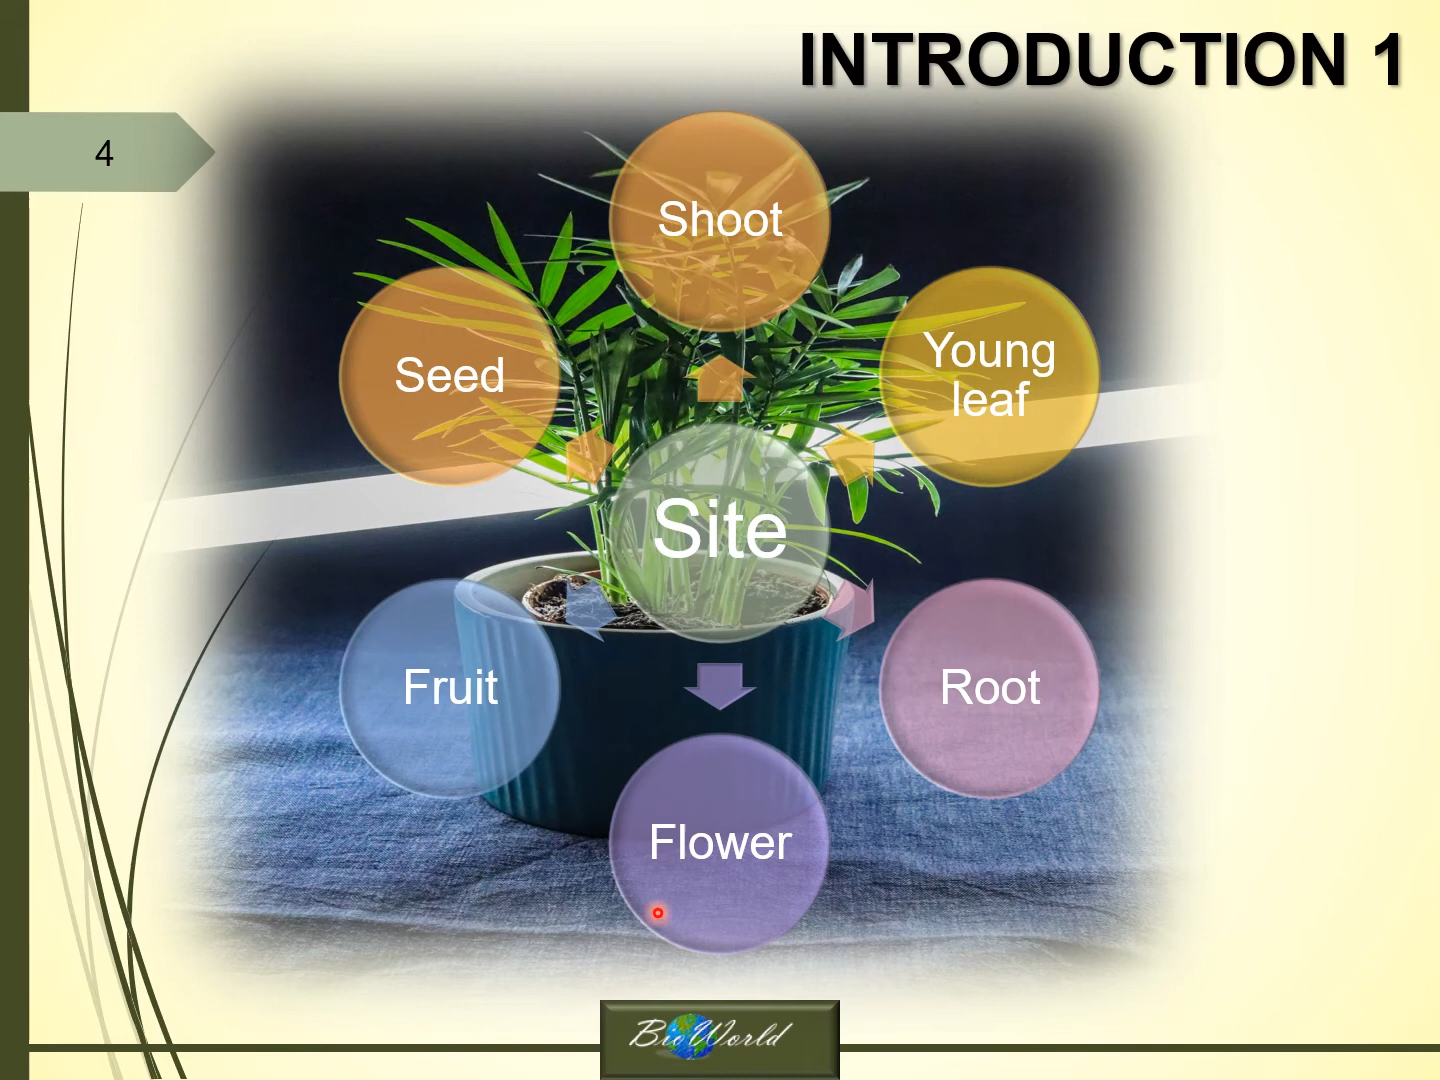 INTRODUCTION 1
4
Shoot
Seed
Young
leaf
Site
Fruit
Root
Flower
BioWorld